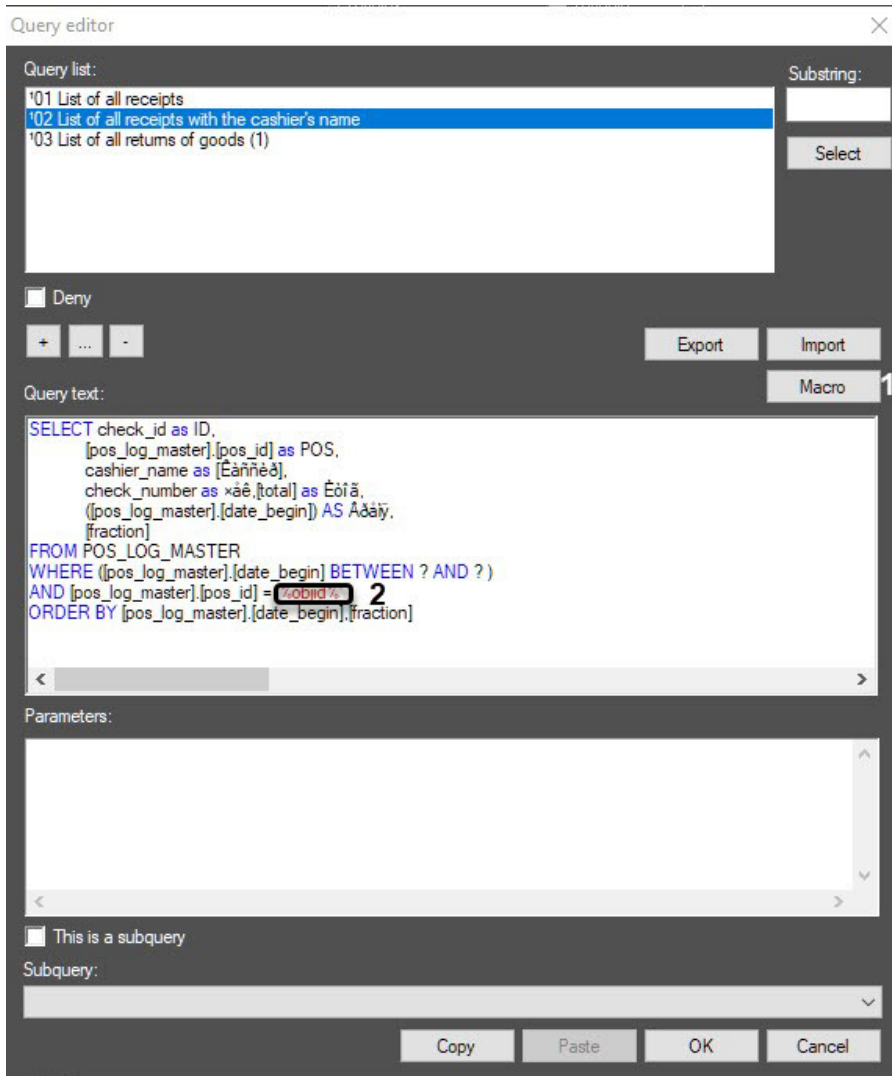 Query editor
Query list:
Substring:
¹01 List of all receipts
¹02 List of all receipts with the cashier's name
¹03 List of all returns of goods (1)
Select
Deny
+ ... -
Export Import
Macro 1
Query text:
SELECT check_id as ID,
[pos_log_master].[pos_id] as POS,
cashier_name as [Êàññèð],
check_number as ×åê,[total] as Èòîã,
([pos_log_master].[date_begin]) AS Âðåìÿ,
[fraction]
FROM POS_LOG_MASTER
WHERE ([pos_log_master].[date_begin] BETWEEN ? AND ? )
AND [pos_log_master].[pos_id] = %objid% 2
ORDER BY [pos_log_master].[date_begin],[fraction]
Parameters:
This is a subquery
Subquery:
Copy Paste OK Cancel